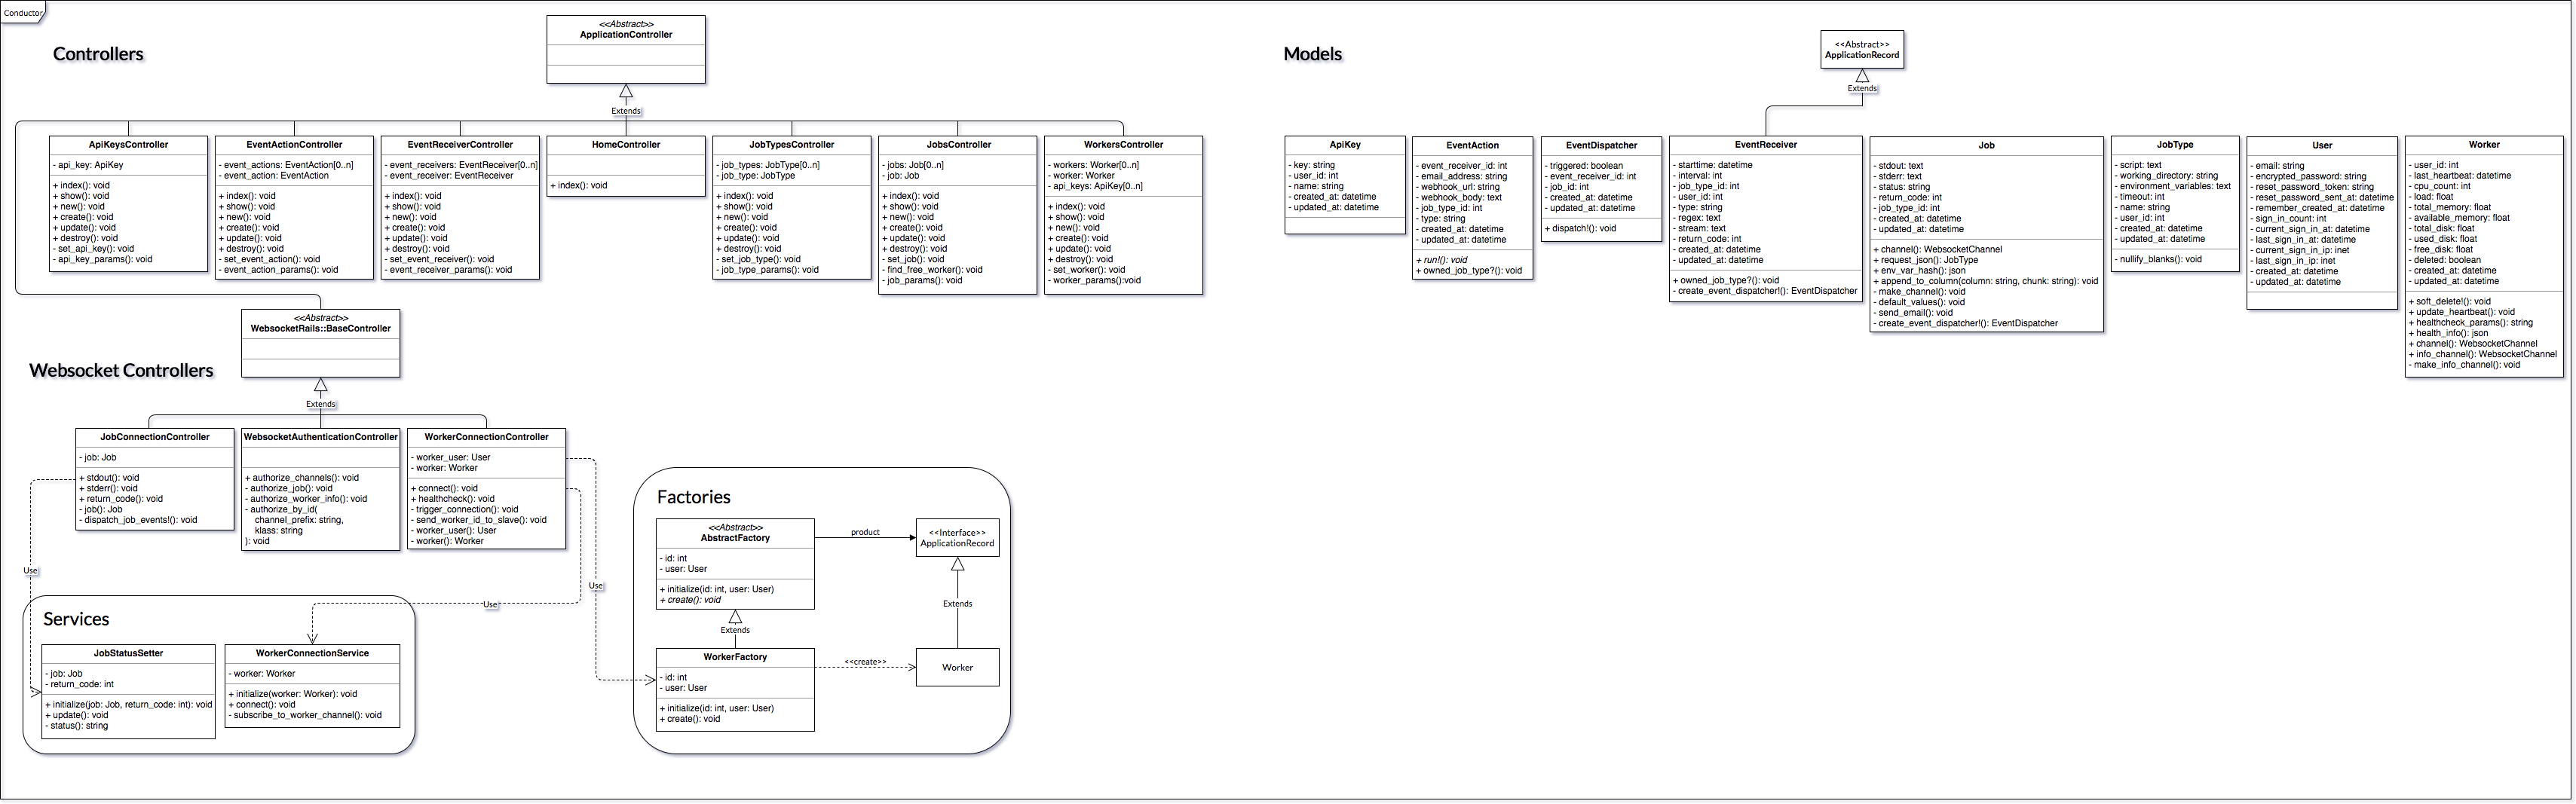 Conductor
Controllers
<<Abstract>>
ApplicationController
Extends
ApiKeysController
- api_key: ApiKey
+ index(): void
+ show(): void
+ new(): void
+ create(): void
+ update(): void
+ destroy(): void
- set_api_key(): void
- api_key_params(): void
EventActionController
- event_actions: EventAction[0..n]
- event_action: EventAction
+ index(): void
+ show(): void
+ new(): void
+ create(): void
+ update(): void
+ destroy(): void
- set_event_action(): void
- event_action_params(): void
EventReceiverController
- event_receivers: EventReceiver[0..n]
- event_receiver: EventReceiver
+ index(): void
+ show(): void
+ new(): void
+ create(): void
+ update(): void
+ destroy(): void
- set_event_receiver(): void
- event_receiver_params(): void
HomeController
+ index(): void
JobTypesController
- job_types: JobType[0..n]
- job_type: JobType
+ index(): void
+ show(): void
+ new(): void
+ create(): void
+ update(): void
+ destroy(): void
- set_job_type(): void
- job_type_params(): void
JobsController
- jobs: Job[0..n]
- job: Job
+ index(): void
+ show(): void
+ new(): void
+ create(): void
+ update(): void
+ destroy(): void
- set_job(): void
- find_free_worker(): void
- job_params(): void
WorkersController
- workers: Worker[0..n]
- worker: Worker
- api_keys: ApiKey[0..n]
+ index(): void
+ show(): void
+ new(): void
+ create(): void
+ update(): void
+ destroy(): void
- set_worker(): void
- worker_params():void
Models
<<Abstract>>
ApplicationRecord
Extends
ApiKey
- key: string
- user_id: int
- name: string
- created_at: datetime
- updated_at: datetime
EventAction
- event_receiver_id: int
- email_address: string
- webhook_url: string
- webhook_body: text
- job_type_id: int
- type: string
- created_at: datetime
- updated_at: datetime
+ run!(): void
+ owned_job_type?(): void
EventDispatcher
- triggered: boolean
- event_receiver_id: int
- job_id: int
- created_at: datetime
- updated_at: datetime
+ dispatch!(): void
EventReceiver
- starttime: datetime
- interval: int
- job_type_id: int
- user_id: int
- type: string
- regex: text
- stream: text
- return_code: int
- created_at: datetime
- updated_at: datetime
+ owned_job_type?(): void
- create_event_dispatcher!(): EventDispatcher
Job
- stdout: text
- stderr: text
- status: string
- return_code: int
- job_type_id: int
- created_at: datetime
- updated_at: datetime
+ channel(): WebsocketChannel
+ request_json(): JobType
+ env_var_hash(): json
+ append_to_column(column: string, chunk: string): void
- make_channel(): void
- default_values(): void
- send_email(): void
- create_event_dispatcher!(): EventDispatcher
JobType
- script: text
- working_directory: string
- environment_variables: text
- timeout: int
- name: string
- user_id: int
- created_at: datetime
- updated_at: datetime
- nullify_blanks(): void
User
- email: string
- encrypted_password: string
- reset_password_token: string
- reset_password_sent_at: datetime
- remember_created_at: datetime
- sign_in_count: int
- current_sign_in_at: datetime
- last_sign_in_at: datetime
- current_sign_in_ip: inet
- last_sign_in_ip: inet
- created_at: datetime
- updated_at: datetime
Worker
- user_id: int
- last_heartbeat: datetime
- cpu_count: int
- load: float
- total_memory: float
- available_memory: float
- total_disk: float
- used_disk: float
- free_disk: float
- deleted: boolean
- created_at: datetime
- updated_at: datetime
+ soft_delete!(): void
+ update_heartbeat(): void
+ healthcheck_params(): string
+ health_info(): json
+ channel(): WebsocketChannel
+ info_channel(): WebsocketChannel
- make_info_channel(): void
Websocket Controllers
<<Abstract>>
WebsocketRails::BaseController
Extends
JobConnectionController
- job: Job
+ stdout(): void
+ stderr(): void
+ return_code(): void
- job(): Job
- dispatch_job_events!(): void
WebsocketAuthenticationController
+ authorize_channels(): void
- authorize_job(): void
- authorize_worker_info(): void
- authorize_by_id(
channel_prefix: string,
klass: string
): void
WorkerConnectionController
- worker_user: User
- worker: Worker
+ connect(): void
+ healthcheck(): void
- trigger_connection(): void
- send_worker_id_to_slave(): void
- worker_user(): User
- worker(): Worker
Use
Use
Use
Services
JobStatusSetter
- job: Job
- return_code: int
+ initialize(job: Job, return_code: int): void
+ update(): void
- status(): string
WorkerConnectionService
- worker: Worker
+ initialize(worker: Worker): void
+ connect(): void
- subscribe_to_worker_channel(): void
Factories
<<Abstract>>
AbstractFactory
- id: int
- user: User
+ initialize(id: int, user: User)
+ create(): void
product
<<Interface>>
ApplicationRecord
Extends
Extends
WorkerFactory
- id: int
- user: User
+ initialize(id: int, user: User)
+ create(): void
<<create>>
Worker